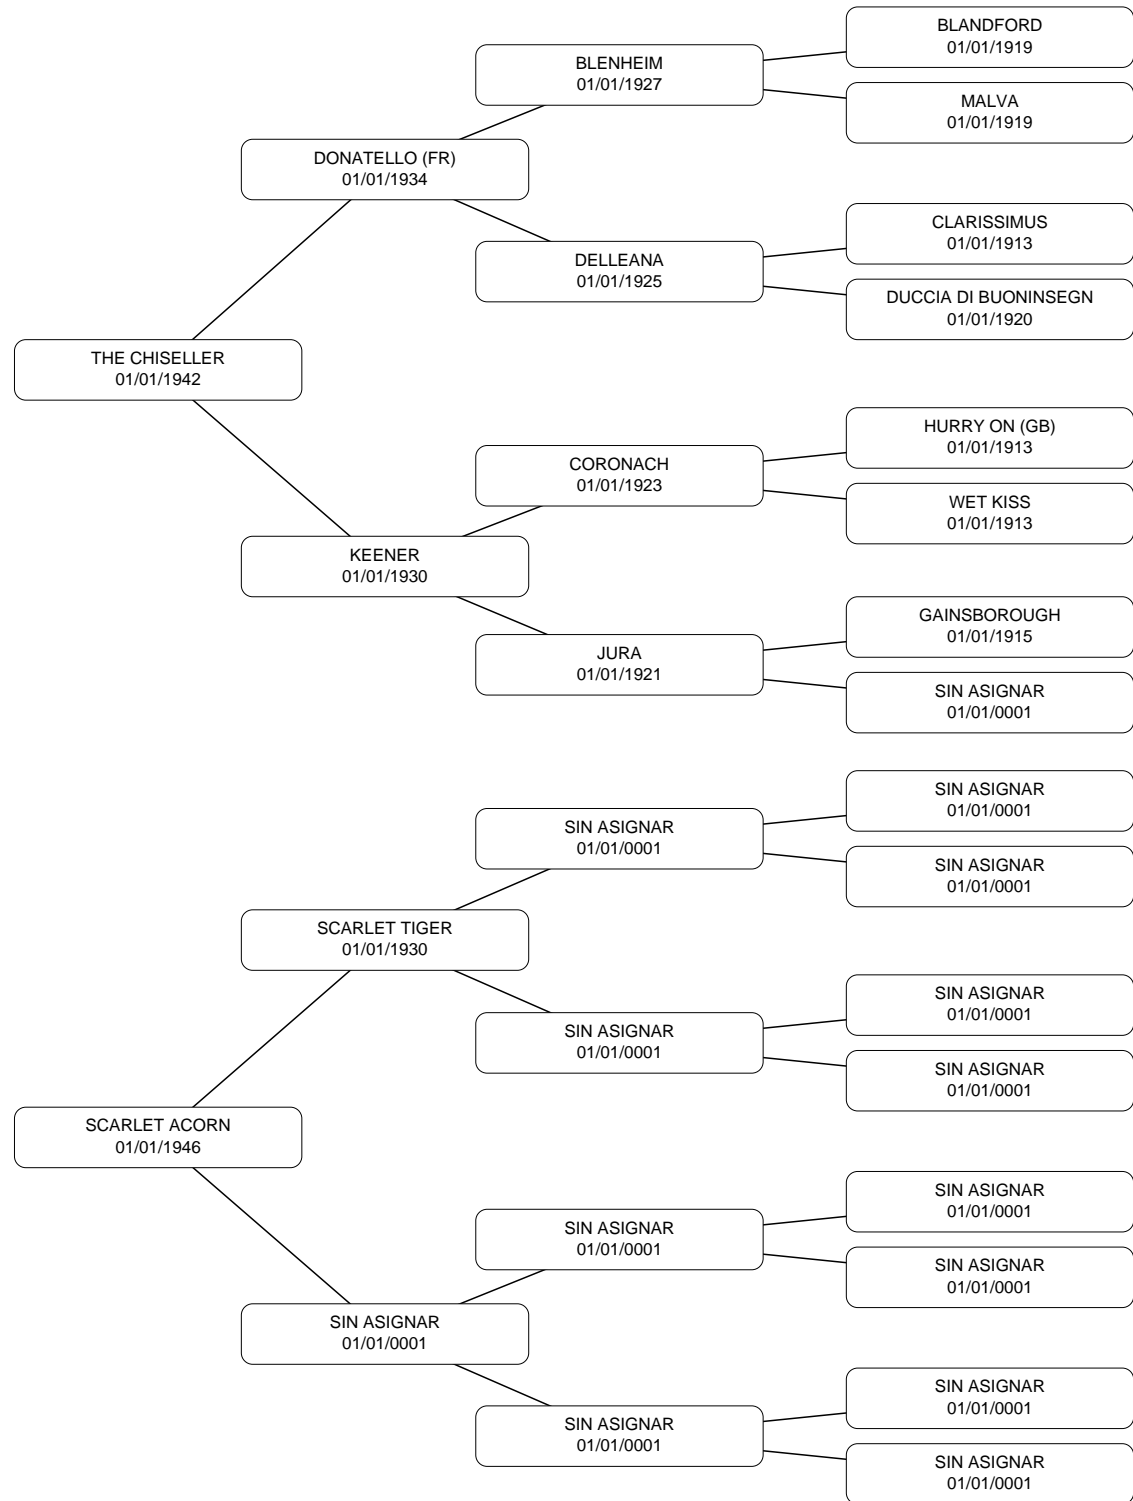 BLANDFORD
01/01/1919
BLENHEIM
01/01/1927
MALVA
01/01/1919
DONATELLO (FR)
01/01/1934
CLARISSIMUS
01/01/1913
DELLEANA
01/01/1925
DUCCIA DI BUONINSEGN
01/01/1920
THE CHISELLER
01/01/1942
HURRY ON (GB)
01/01/1913
CORONACH
01/01/1923
WET KISS
01/01/1913
KEENER
01/01/1930
GAINSBOROUGH
01/01/1915
JURA
01/01/1921
SIN ASIGNAR
01/01/0001
SIN ASIGNAR
01/01/0001
SIN ASIGNAR
01/01/0001
SIN ASIGNAR
01/01/0001
SCARLET TIGER
01/01/1930
SIN ASIGNAR
01/01/0001
SIN ASIGNAR
01/01/0001
SIN ASIGNAR
01/01/0001
SCARLET ACORN
01/01/1946
SIN ASIGNAR
01/01/0001
SIN ASIGNAR
01/01/0001
SIN ASIGNAR
01/01/0001
SIN ASIGNAR
01/01/0001
SIN ASIGNAR
01/01/0001
SIN ASIGNAR
01/01/0001
SIN ASIGNAR
01/01/0001